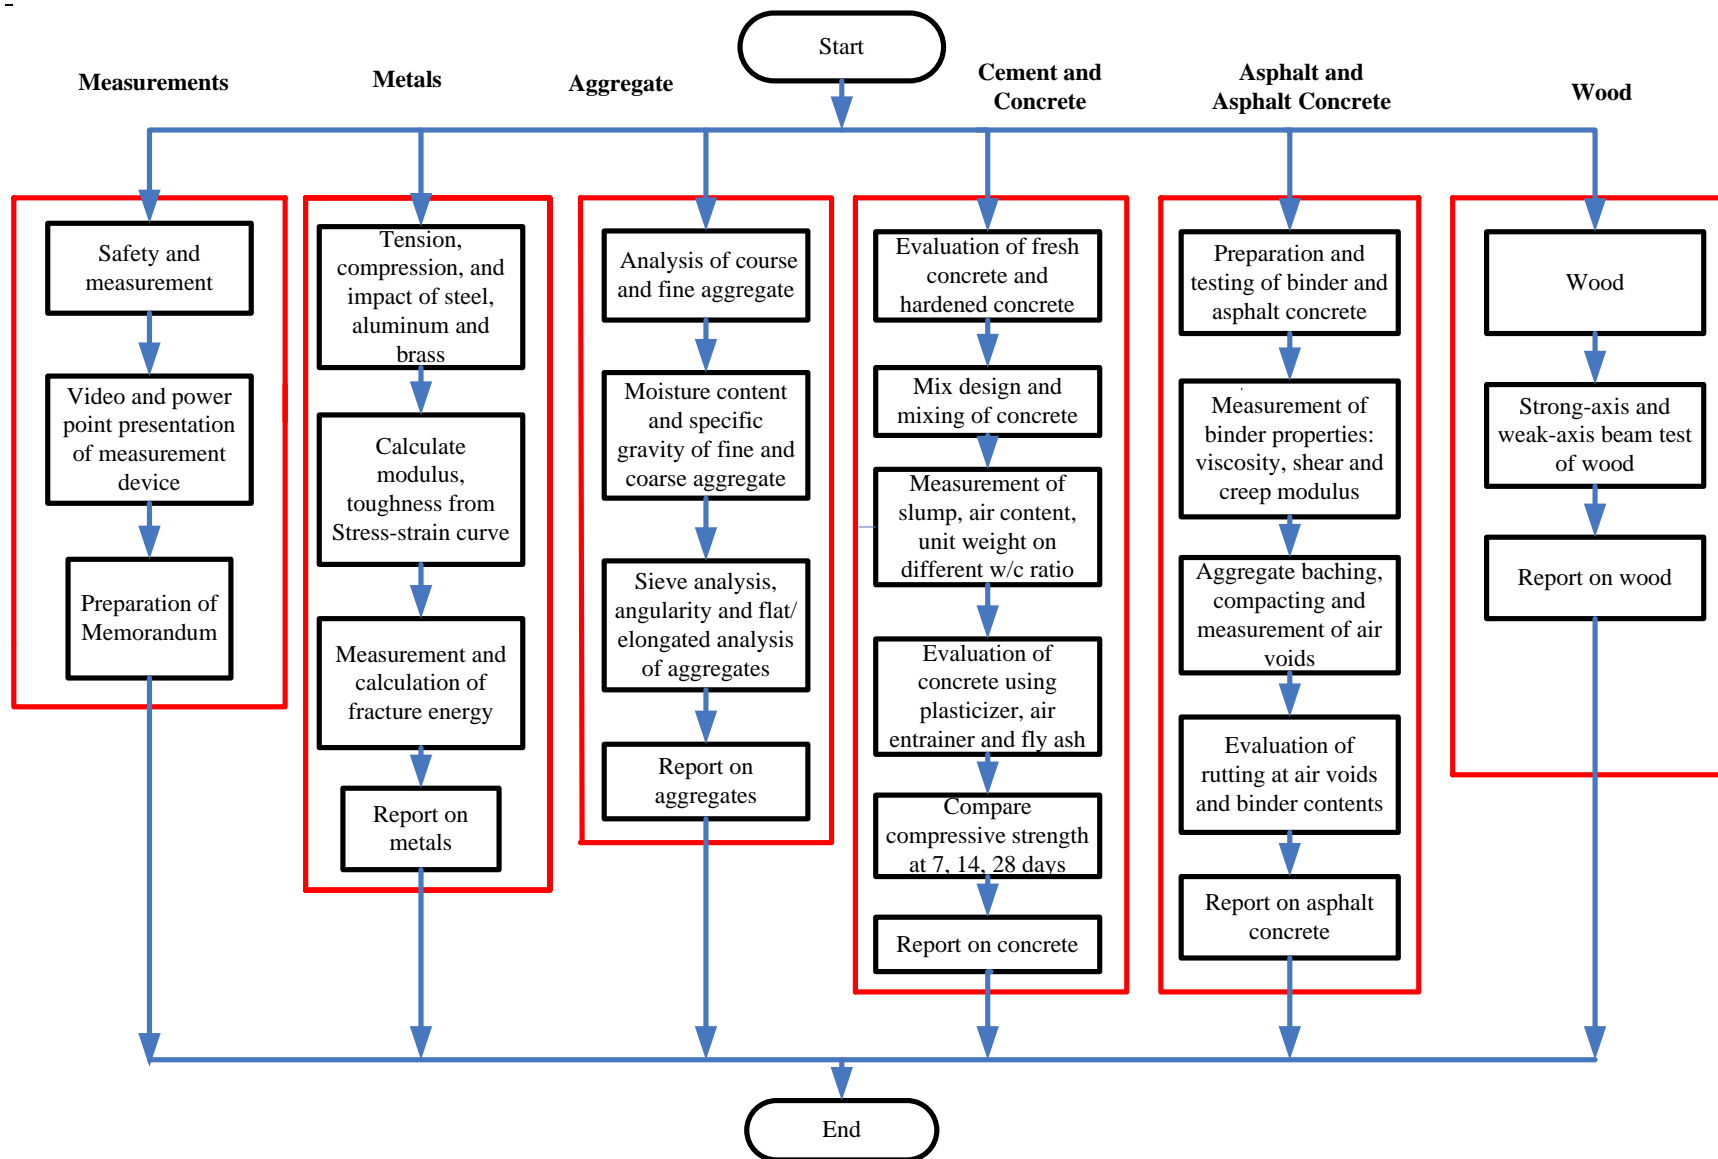 Start
Measurements
Metals
Aggregate
Cement and
Concrete
Asphalt and
Asphalt Concrete
Wood
Safety and
measurement
Video and power
point presentation
of measurement
device
Preparation of
Memorandum
Tension,
compression, and
impact of steel,
aluminum and
brass
Calculate
modulus,
toughness from
Stress-strain curve
Measurement and
calculation of
fracture energy
Report on
metals
Analysis of course
and fine aggregate
Moisture content
and specific
gravity of fine and
coarse aggregate
Sieve analysis,
angularity and flat/
elongated analysis
of aggregates
Report on
aggregates
Evaluation of fresh
concrete and
hardened concrete
Mix design and
mixing of concrete
Measurement of
slump, air content,
unit weight on
different w/c ratio
Evaluation of
concrete using
plasticizer, air
entrainer and fly ash
Compare
compressive strength
at 7, 14, 28 days
Report on concrete
Preparation and
testing of binder and
asphalt concrete
Measurement of
binder properties:
viscosity, shear and
creep modulus
Aggregate baching,
compacting and
measurement of air
voids
Evaluation of
rutting at air voids
and binder contents
Report on asphalt
concrete
Wood
Strong-axis and
weak-axis beam test
of wood
Report on wood
End